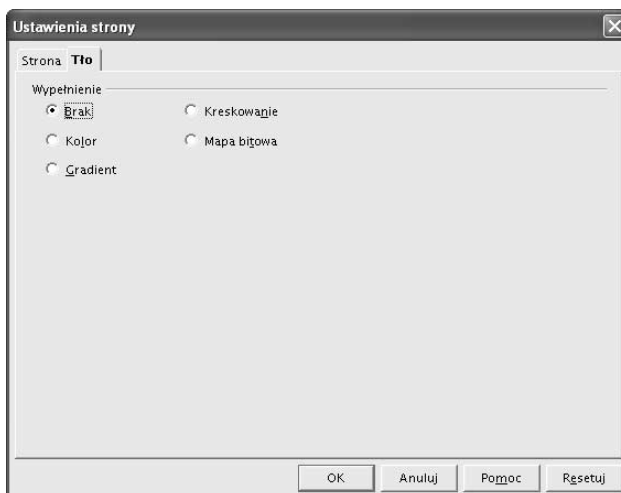 Ustawienia strony
Strona Tło
Wypełnienie
Brak Kreskowanie
Kolor Mapa bitowa
Gradient
OK Anuluj Pomoc Resetuj